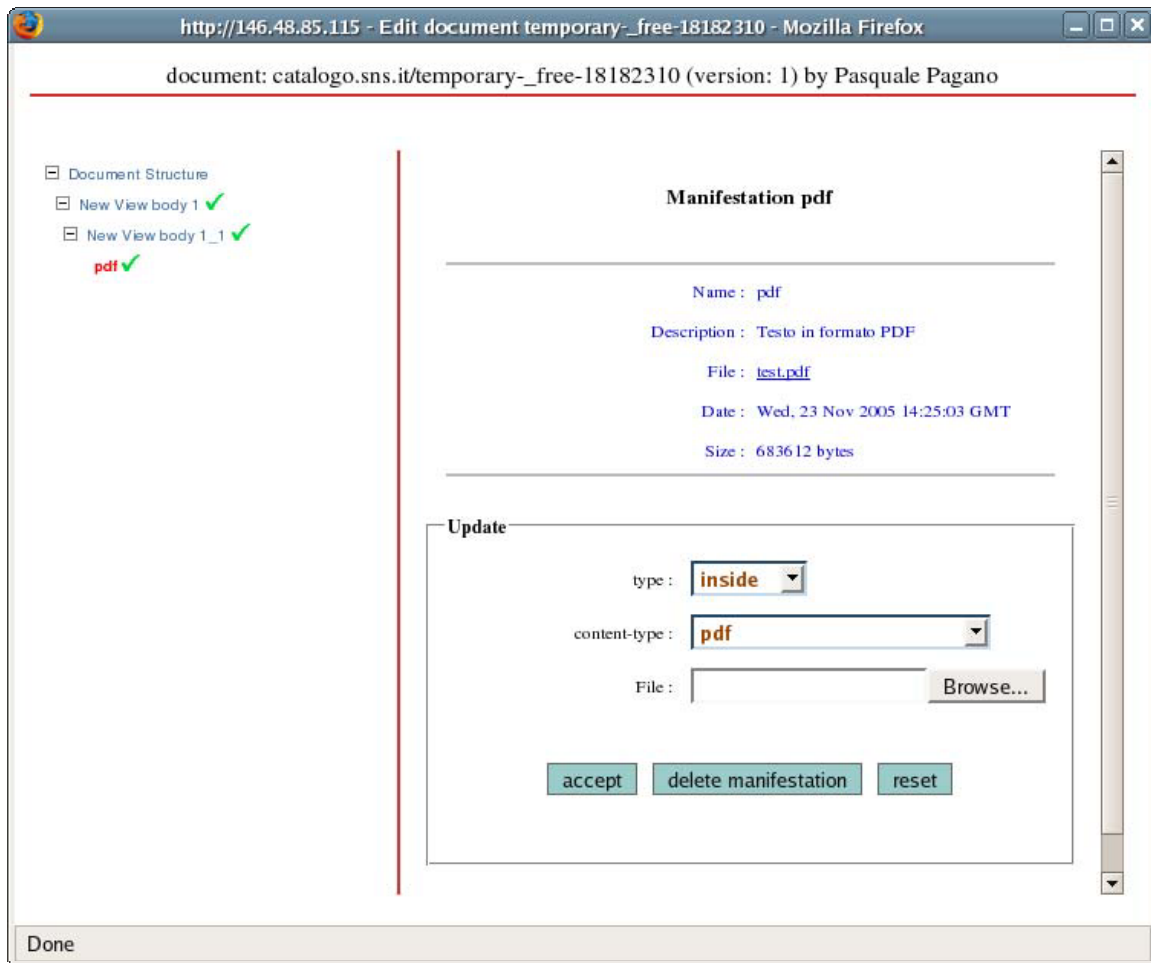 http://146.48.85.115 - Edit document temporary-_free-18182310 - Mozilla Firefox
document: catalogo.sns.it/temporary-_free-18182310 (version: 1) by Pasquale Pagano
Document Structure
New View body 1
New View body 1_1
pdf
Manifestation pdf
Name : pdf
Description : Testo in formato PDF
File : test.pdf
Date : Wed, 23 Nov 2005 14:25:03 GMT
Size : 683612 bytes
Update
type : inside
content-type : pdf
File : Browse...
accept delete manifestation reset
Done